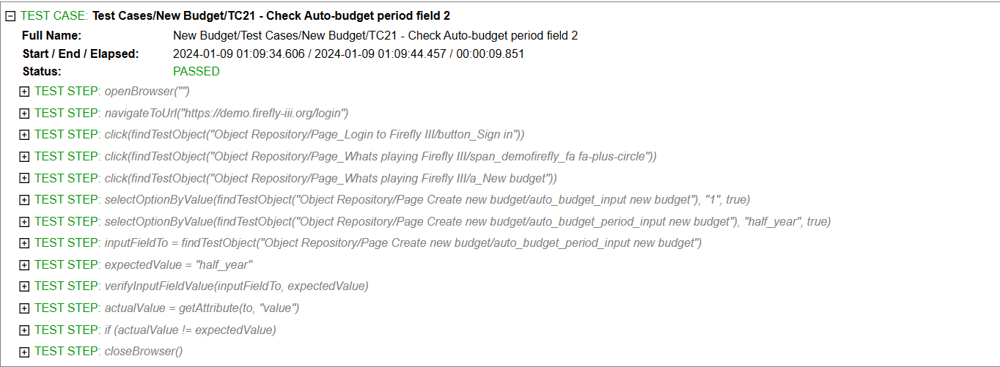 TEST CASE: Test Cases/New Budget/TC21 - Check Auto-budget period field 2
Full Name: New Budget/Test Cases/New Budget/TC21 - Check Auto-budget period field 2
Start / End / Elapsed: 2024-01-09 01:09:34.606 / 2024-01-09 01:09:44.457 / 00:00:09.851
Status: PASSED
TEST STEP: openBrowser("")
TEST STEP: navigateToUrl("https://demo.firefly-iii.org/login")
TEST STEP: click(findTestObject("Object Repository/Page_Login to Firefly III/button_Sign in"))
TEST STEP: click(findTestObject("Object Repository/Page_Whats playing Firefly III/span_demofirefly_fa fa-plus-circle"))
TEST STEP: click(findTestObject("Object Repository/Page_Whats playing Firefly III/a_New budget"))
TEST STEP: selectOptionByValue(findTestObject("Object Repository/Page Create new budget/auto_budget_input new budget"), "1", true)
TEST STEP: selectOptionByValue(findTestObject("Object Repository/Page Create new budget/auto_budget_period_input new budget"), "half_year", true)
TEST STEP: inputFieldTo = findTestObject("Object Repository/Page Create new budget/auto_budget_period_input new budget")
TEST STEP: expectedValue = "half_year"
TEST STEP: verifyInputFieldValue(inputFieldTo, expectedValue)
TEST STEP: actualValue = getAttribute(to, "value")
TEST STEP: if (actualValue != expectedValue)
TEST STEP: closeBrowser()